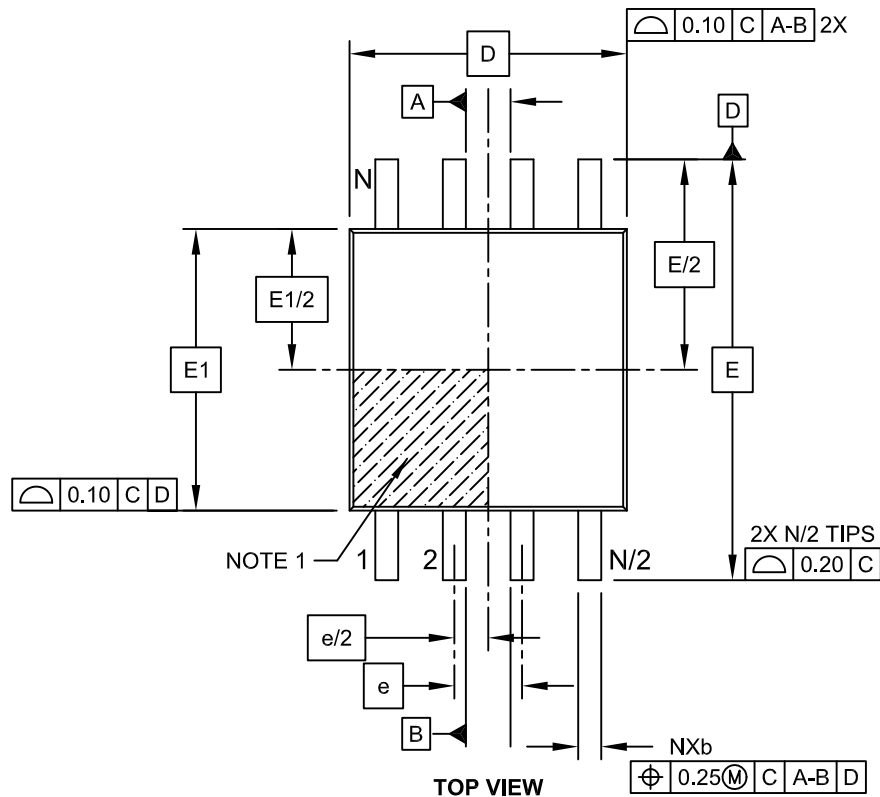 0.10 C A-B 2X
D
A
D
N
E1/2
E/2
E1
E
0.10 C D
NOTE 1
1
2
N/2
2X N/2 TIPS
0.20 C
e/2
e
B
NXb
0.25Ⓜ C A-B D
TOP VIEW